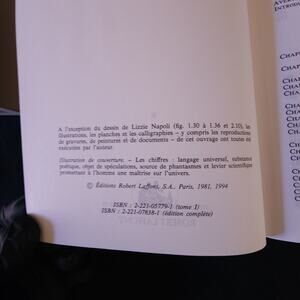 A l'exception du dessin de Lizzie Napoli (fig. 1.30 à 1.36 et 2.10), les
illustrations, les planches et les calligraphies – y compris les reproductions
de gravures, de peintures et de documents – de cet ouvrage ont toutes été
exécutées par l'auteur.
Illustration de couverture. – Les chiffres : langage universel, substance
poétique, objet de spéculations, source de phantasmes et levier scientifique
promettant à l'homme une maîtrise sur l'univers.
© Éditions Robert Laffont, S.A., Paris, 1981, 1994
ISBN : 2-221-05779-1 (tome I)
ISBN : 2-221-07838-1 (édition complète)